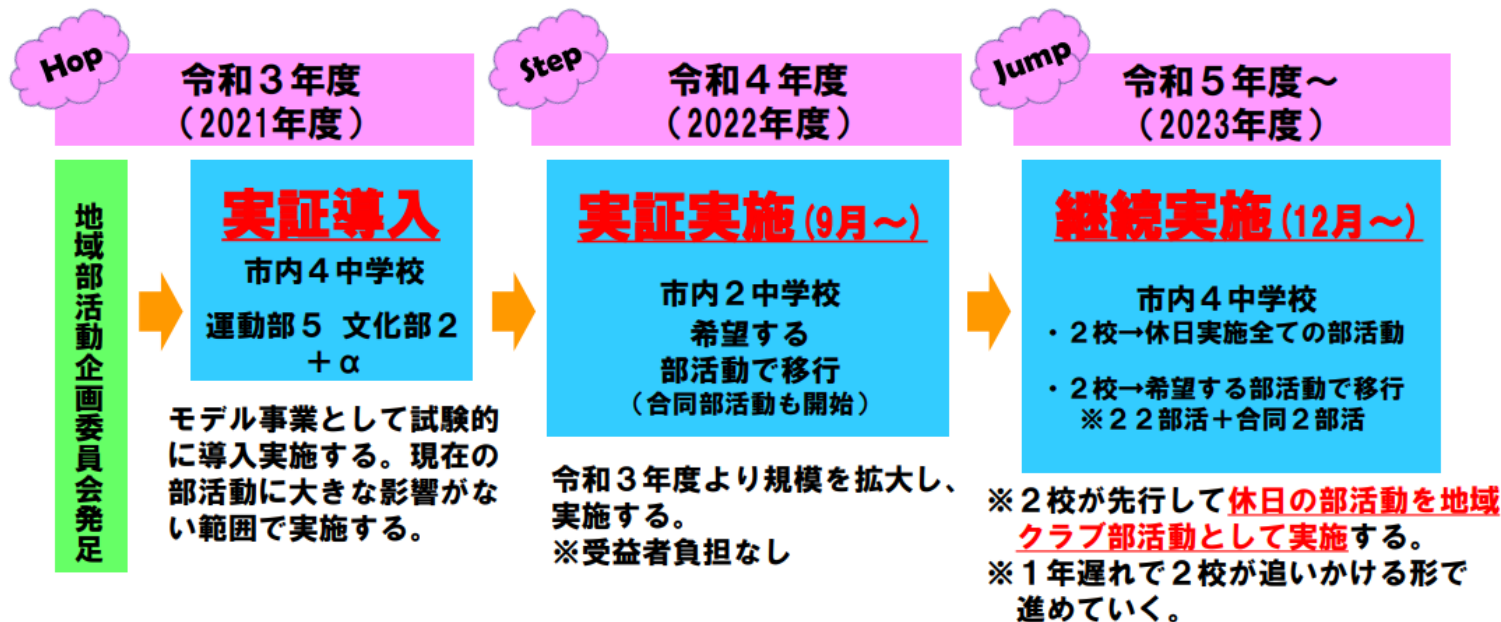 Hop
令和３年度
（2021年度）
Step
令和４年度
（2022年度）
Jump
令和５年度～
（2023年度）
地域部活動企画委員会発足
実証導入
市内４中学校
運動部５ 文化部２
＋α
モデル事業として試験的
に導入実施する。現在の
部活動に大きな影響がな
い範囲で実施する。
実証実施(9月～)
市内２中学校
希望する
部活動で移行
（合同部活動も開始）
令和３年度より規模を拡大し、
実施する。
※受益者負担なし
継続実施(12月～)
市内４中学校
・２校→休日実施全ての部活動
・２校→希望する部活動で移行
※２２部活＋合同２部活
※２校が先行して休日の部活動を地域
クラブ部活動として実施する。
※１年遅れで２校が追いかける形で
進めていく。